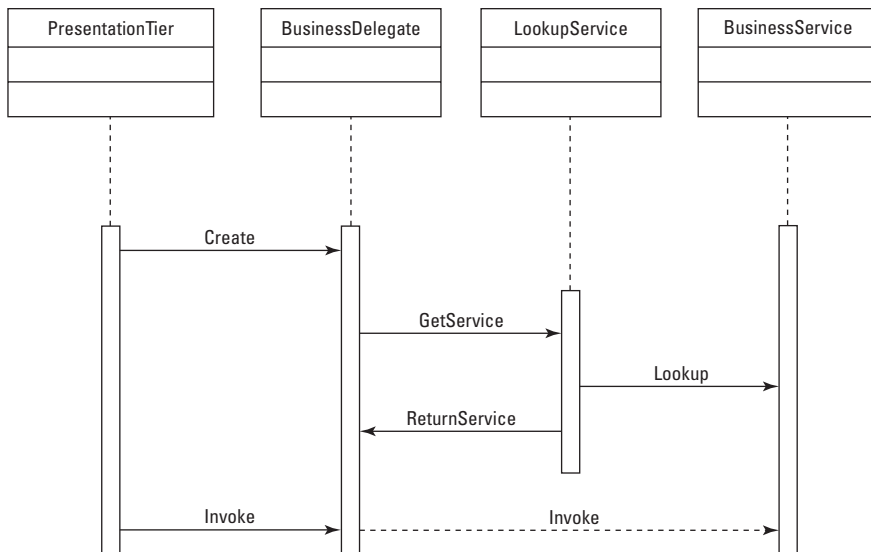 PresentationTier
BusinessDelegate
LookupService
BusinessService
Create
GetService
Lookup
ReturnService
Invoke
Invoke